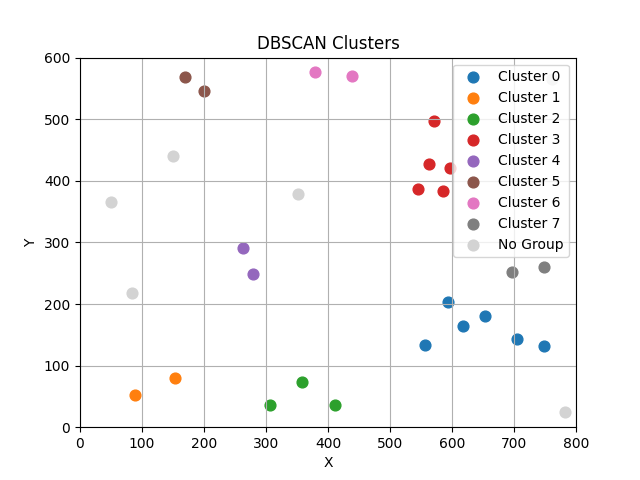 DBSCAN Clusters
600
500
400
300
200
100
0
Y
Cluster 0
Cluster 1
Cluster 2
Cluster 3
Cluster 4
Cluster 5
Cluster 6
Cluster 7
No Group
0 100 200 300 400 500 600 700 800
X